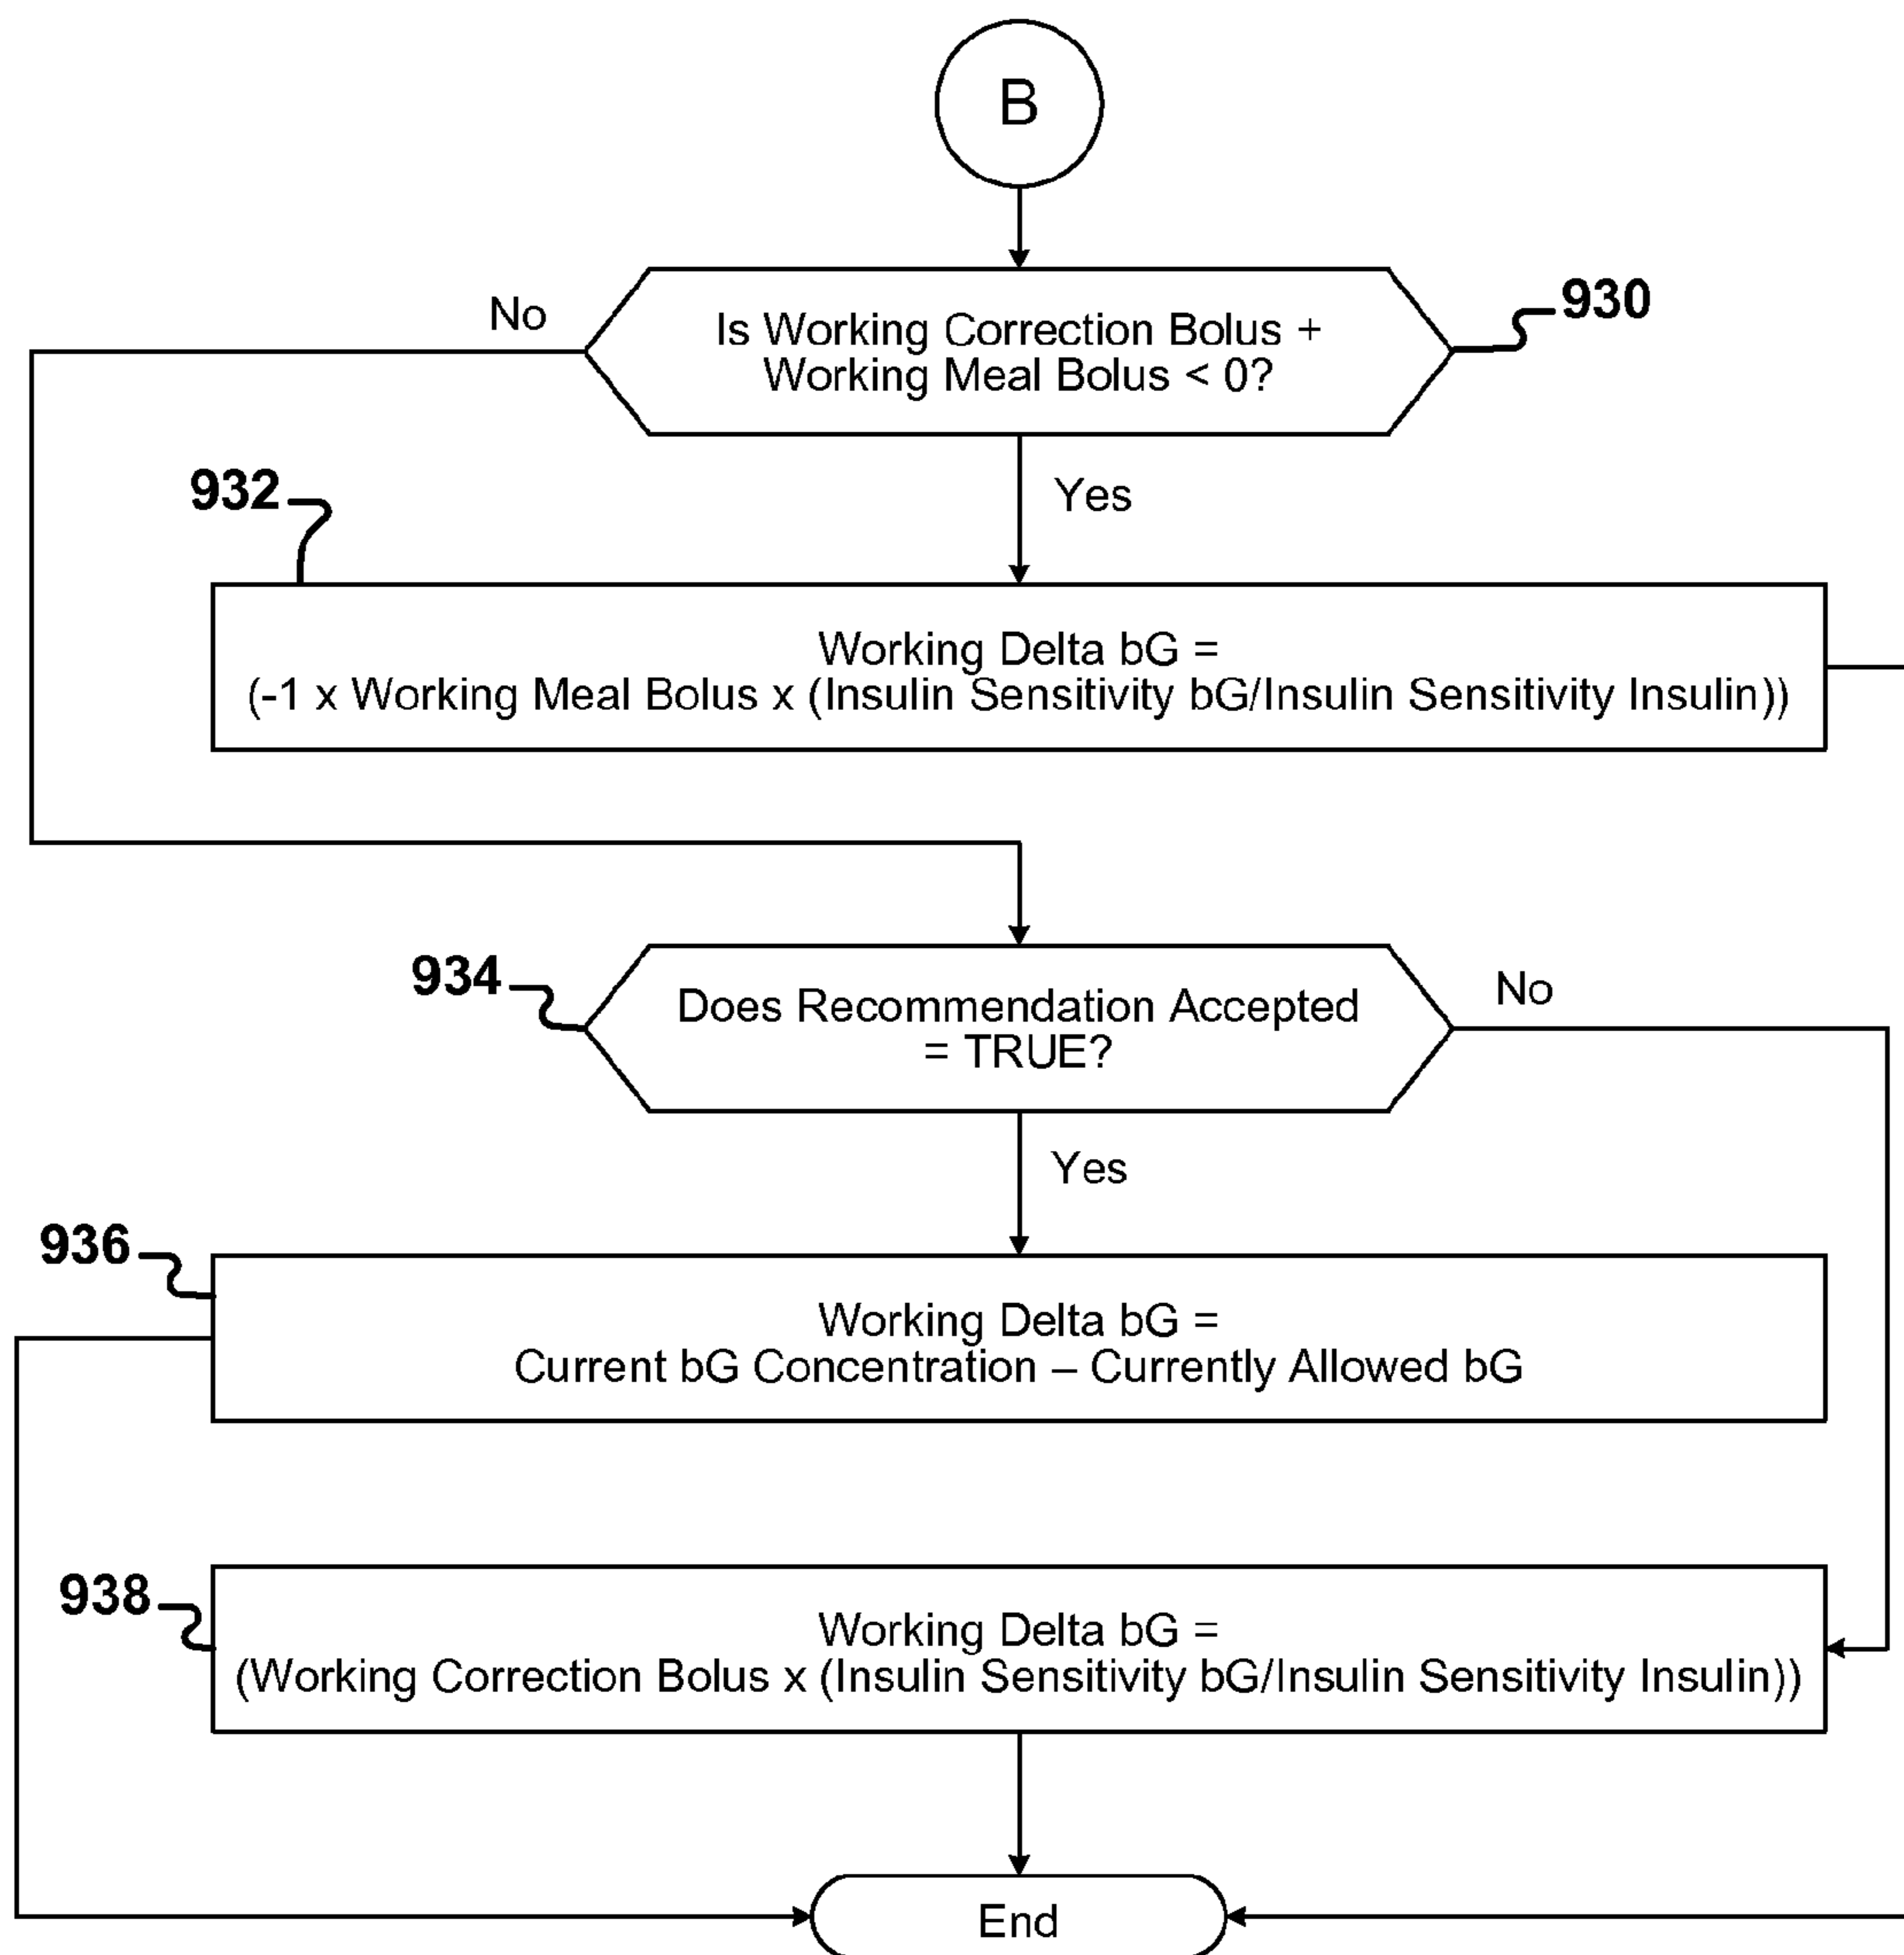 B
No
Is Working Correction Bolus +
Working Meal Bolus < 0?
930
932
Yes
Working Delta bG =
(-1 x Working Meal Bolus x (Insulin Sensitivity bG/Insulin Sensitivity Insulin))
934
Does Recommendation Accepted
= TRUE?
No
Yes
936
Working Delta bG =
Current bG Concentration – Currently Allowed bG
938
Working Delta bG =
(Working Correction Bolus x (Insulin Sensitivity bG/Insulin Sensitivity Insulin))
End